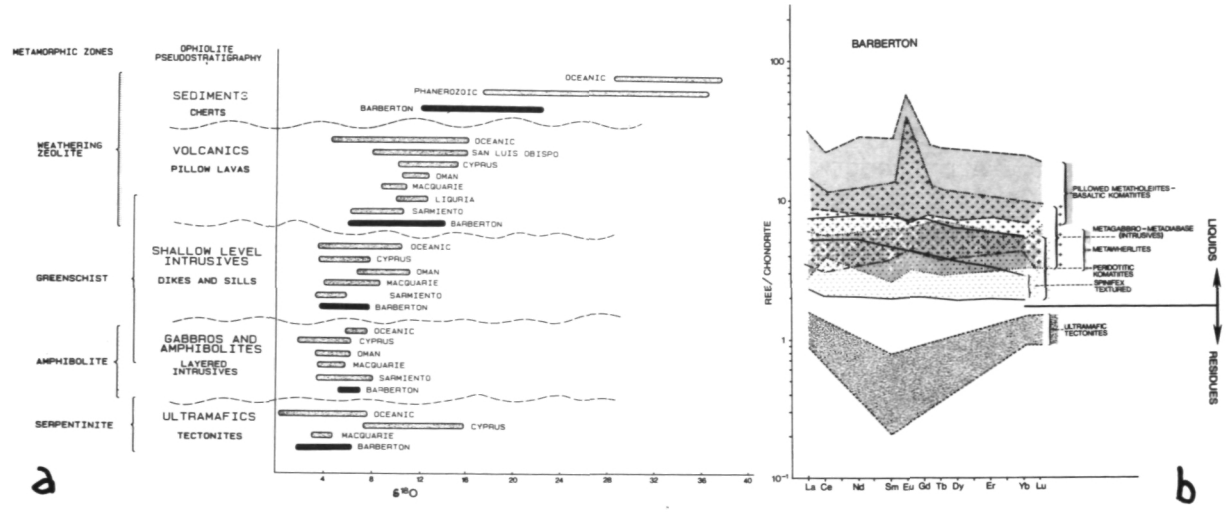 METAMORPHIC ZONES
OPHIOLITE
PSEUDOSTRATIGRAPHY
OCEANIC
PHANEROZOIC
SEDIMENTS
CHERTS
BARBERTON
WEATHERING
ZEOLITE
VOLCANICS
PILLOW LAVAS
OCEANIC
SAN LUIS OBISPO
CYPRUS
OMAN
MACQUARIE
LIGURIA
SARMIENTO
BARBERTON
GREENSCHIST
SHALLOW LEVEL
INTRUSIVES
DIKES AND SILLS
OCEANIC
CYPRUS
OMAN
MACQUARIE
SARMIENTO
BARBERTON
AMPHIBOLITE
GABBROS AND
AMPHIBOLITES
LAYERED
INTRUSIVES
OCEANIC
CYPRUS
OMAN
MACQUARIE
SARMIENTO
BARBERTON
SERPENTINITE
ULTRAMAFICS
TECTONITES
OCEANIC
CYPRUS
MACQUARIE
BARBERTON
4 8 12 16 20 24 28 32 36 40
δ18O
a
BARBERTON
REE/CHONDRITE
100
10
1
10⁻¹
La Ce Nd Sm Eu Gd Tb Dy Er Yb Lu
PILLOWED METATHOLEIITES-
BASALTIC KOMATIITES
METAGABBRO-METADIABASE
(INTRUSIVES)
METAWHERLITES
PERIDOTITIC
KOMATIITES
SPINIFEX
TEXTURED
ULTRAMAFIC
TECTONITES
LIQUIDS
RESIDUES
b